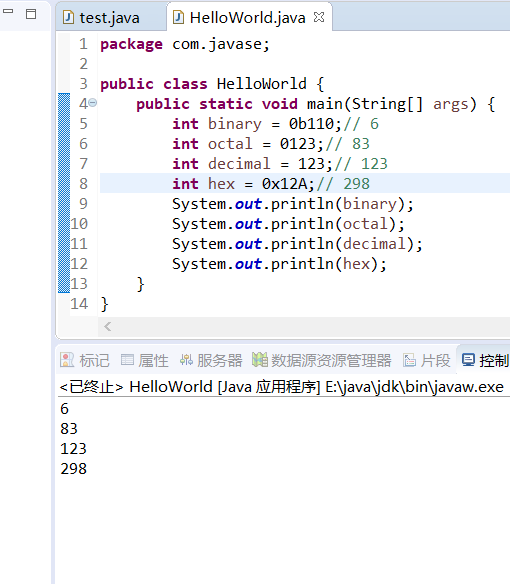 test.java HelloWorld.java
1 package com.javase;
2
3 public class HelloWorld {
4 public static void main(String[] args) {
5 int binary = 0b110;// 6
6 int octal = 0123;// 83
7 int decimal = 123;// 123
8 int hex = 0x12A;// 298
9 System.out.println(binary);
10 System.out.println(octal);
11 System.out.println(decimal);
12 System.out.println(hex);
13 }
14 }
标记 属性 服务器 数据源资源管理器 片段 控制
<已终止> HelloWorld [Java 应用程序] E:\java\jdk\bin\javaw.exe
6
83
123
298